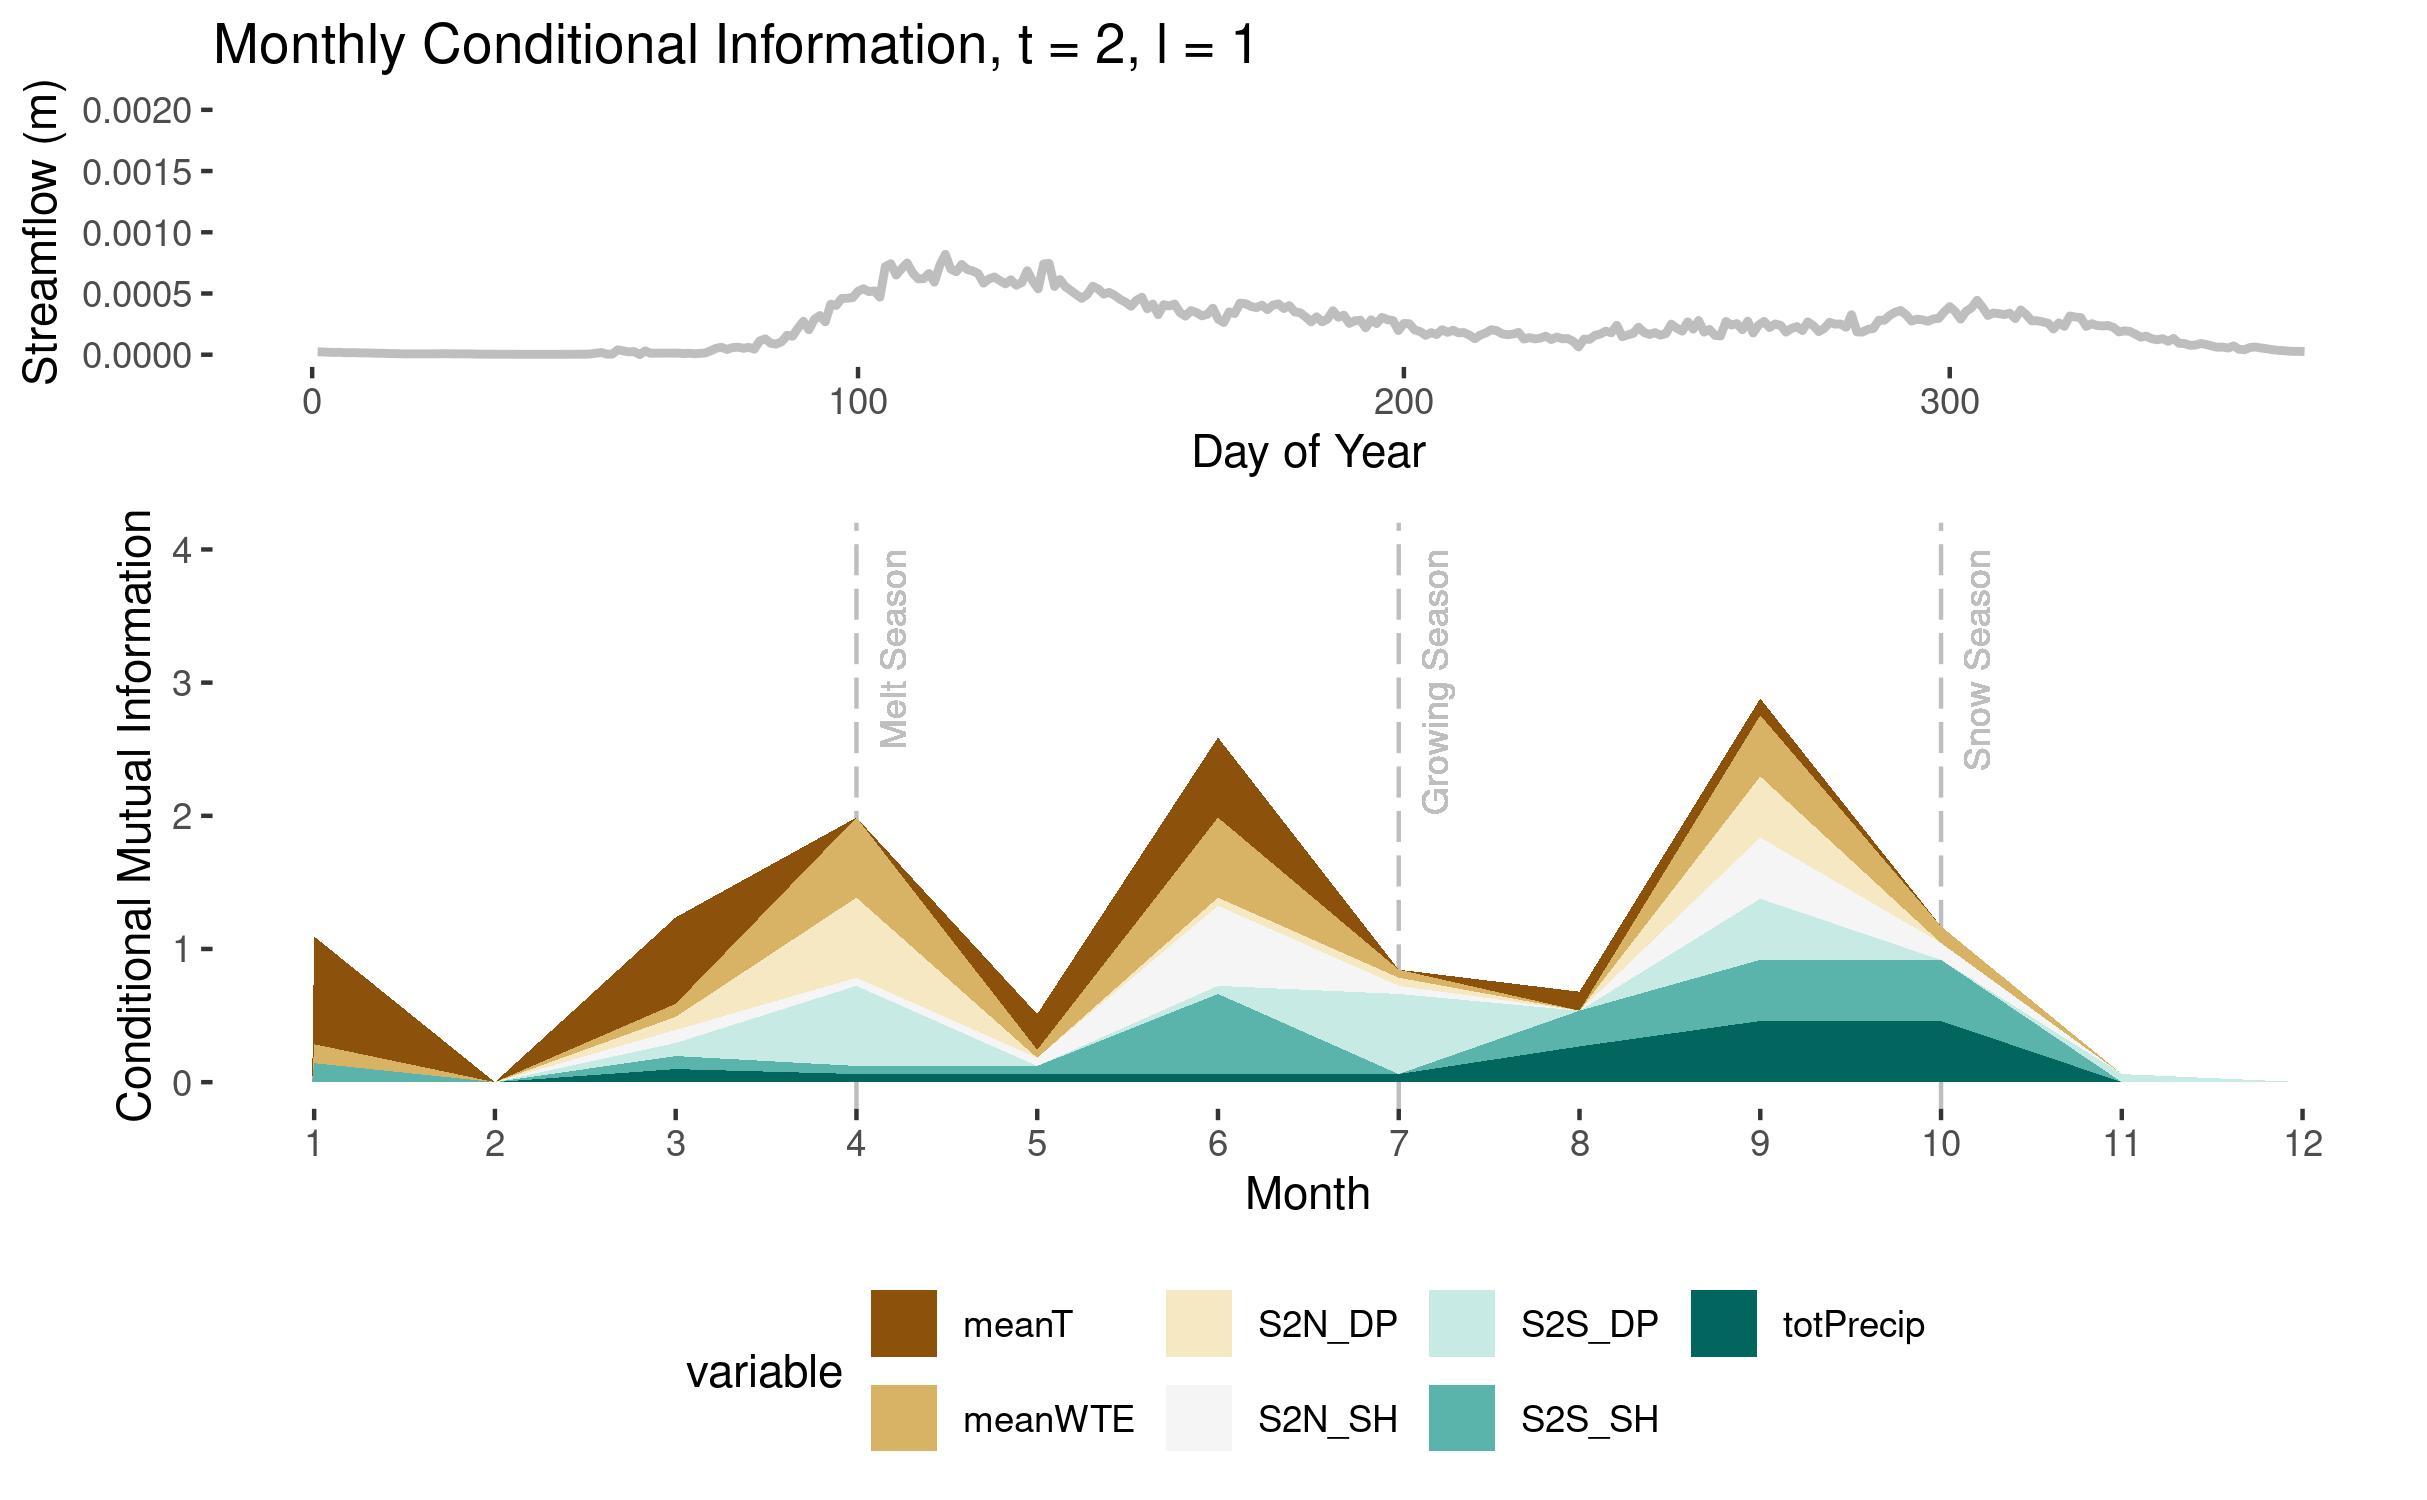 Monthly Conditional Information, t = 2, l = 1
Streamflow (m)
0.0020
0.0015
0.0010
0.0005
0.0000
0 100 200 300
Day of Year
Conditional Mutual Information
4
3
2
1
0
Melt Season
Growing Season
Snow Season
1 2 3 4 5 6 7 8 9 10 11 12
Month
variable
meanT S2N_DP S2S_DP totPrecip
meanWTE S2N_SH S2S_SH